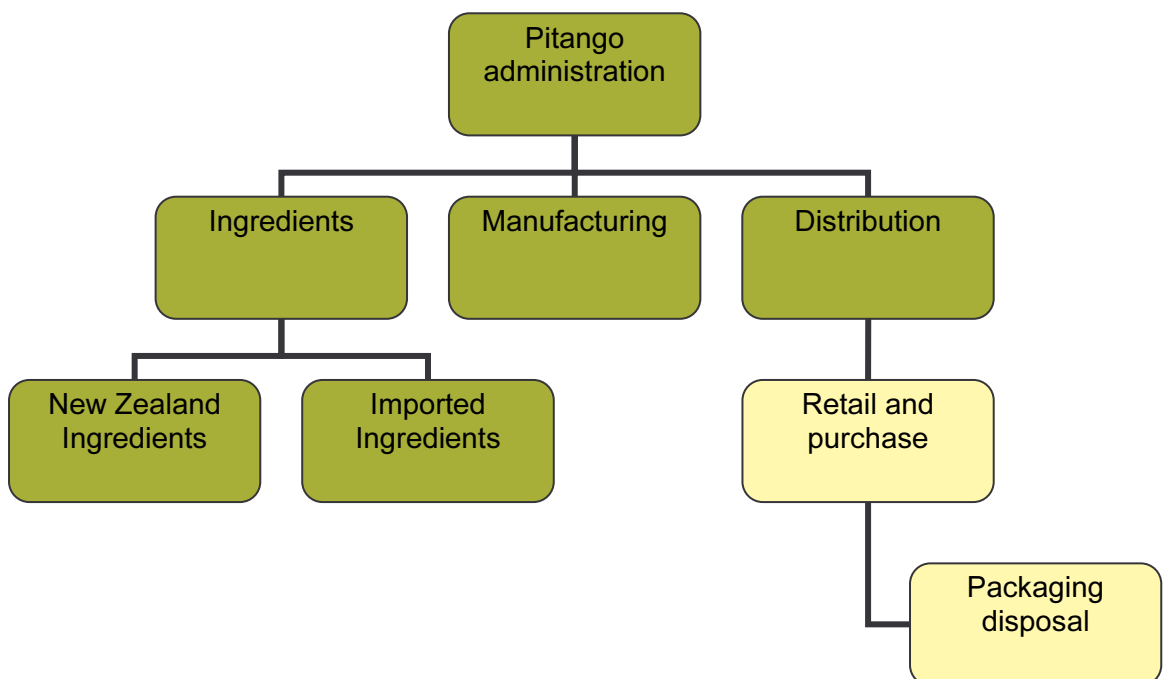 Pitango
administration
Ingredients
Manufacturing
Distribution
New Zealand
Ingredients
Imported
Ingredients
Retail and
purchase
Packaging
disposal